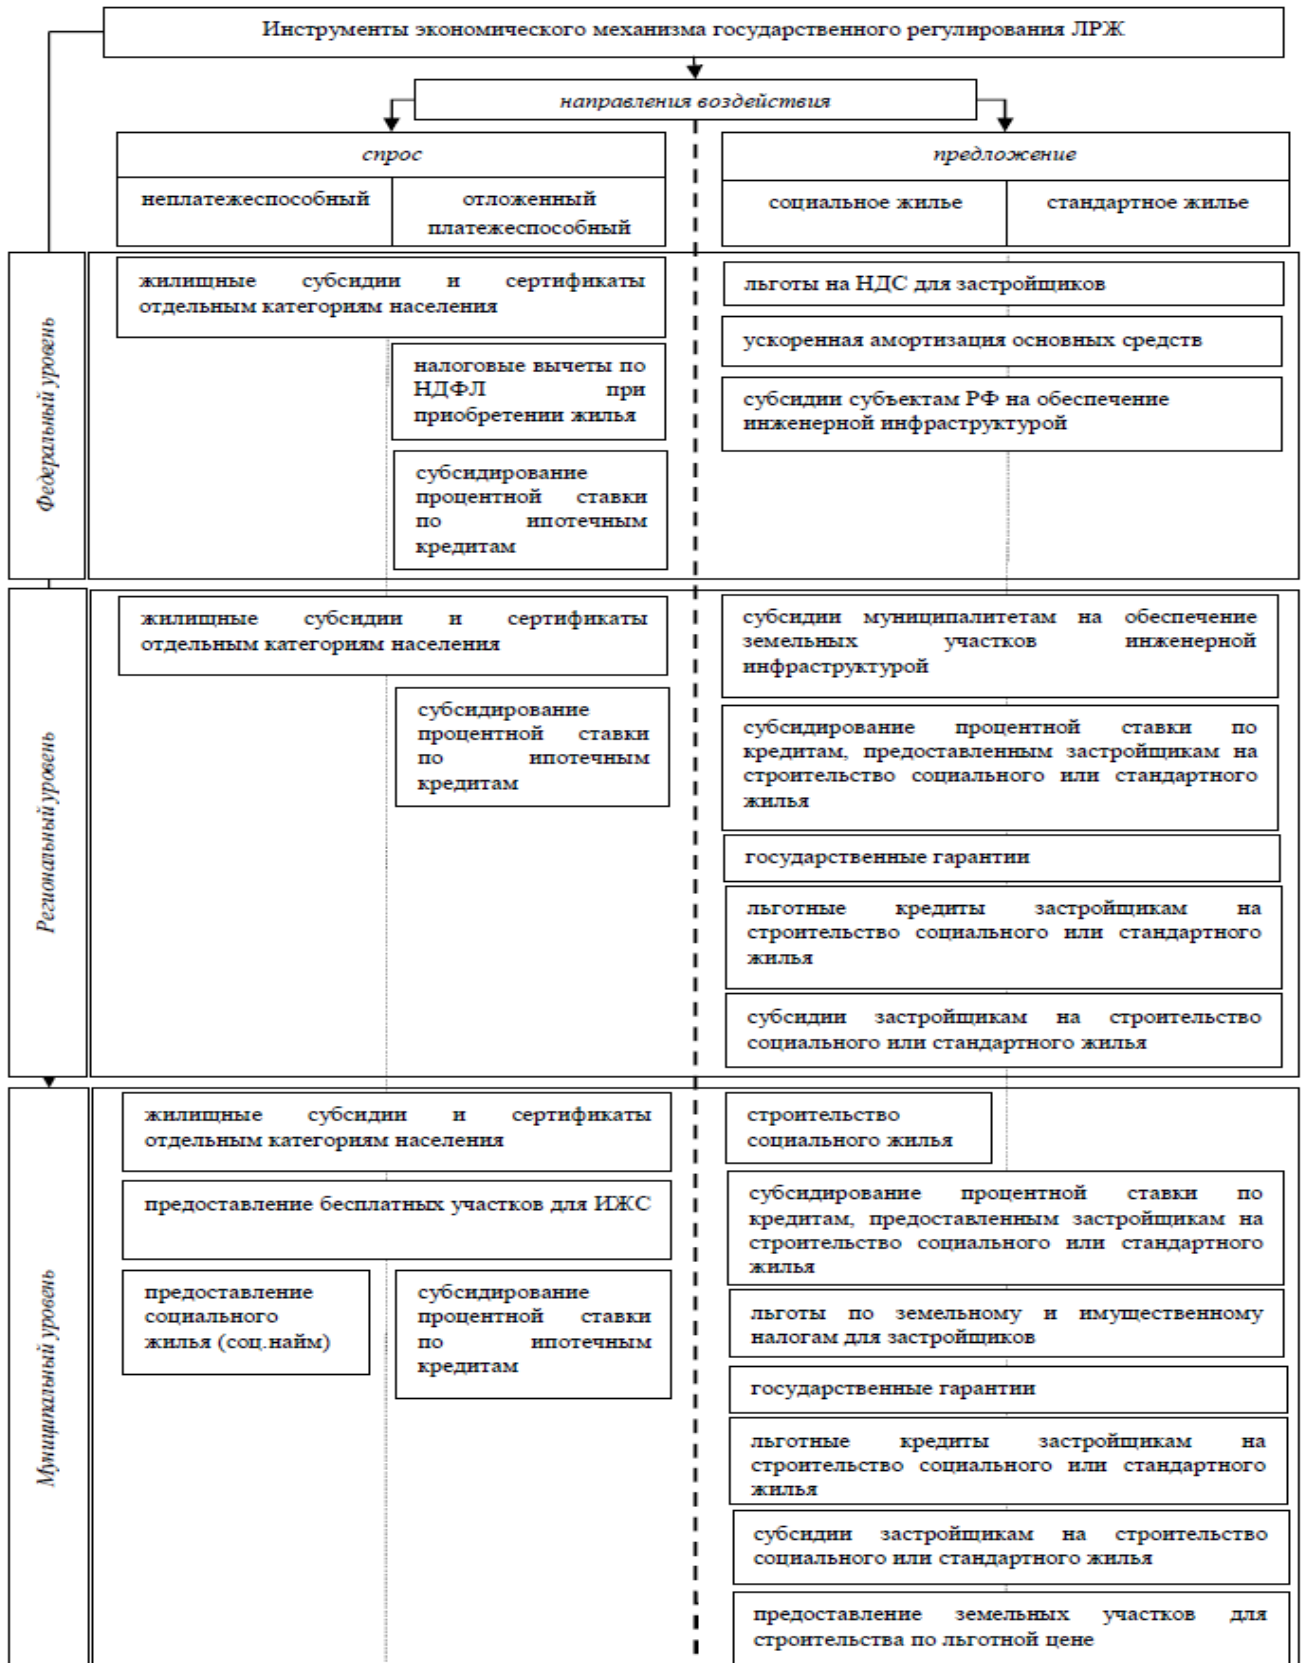 Инструменты экономического механизма государственного регулирования ЛРЖ
направления воздействия
спрос
предложение
неплатежеспособный
отложенный
платежеспособный
социальное жилье
стандартное жилье
Федеральный уровень
жилищные субсидии и сертификаты
отдельным категориям населения
налоговые вычеты по
НДФЛ при
приобретении жилья
субсидирование
процентной ставки
по ипотечным
кредитам
льготы на НДС для застройщиков
ускоренная амортизация основных средств
субсидии субъектам РФ на обеспечение
инженерной инфраструктурой
Региональный уровень
жилищные субсидии и сертификаты
отдельным категориям населения
субсидирование
процентной ставки
по ипотечным
кредитам
субсидии муниципалитетам на обеспечение
земельных участков инженерной
инфраструктурой
субсидирование процентной ставки по
кредитам, предоставленным застройщикам на
строительство социального или стандартного
жилья
государственные гарантии
льготные кредиты застройщикам на
строительство социального или стандартного
жилья
субсидии застройщикам на строительство
социального или стандартного жилья
Муниципальный уровень
жилищные субсидии и сертификаты
отдельным категориям населения
предоставление бесплатных участков для ИЖС
предоставление
социального
жилья (соц.найм)
субсидирование
процентной ставки
по ипотечным
кредитам
строительство
социального жилья
субсидирование процентной ставки по
кредитам, предоставленным застройщикам на
строительство социального или стандартного
жилья
льготы по земельному и имущественному
налогам для застройщиков
государственные гарантии
льготные кредиты застройщикам на
строительство социального или стандартного
жилья
субсидии застройщикам на строительство
социального или стандартного жилья
предоставление земельных участков для
строительства по льготной цене